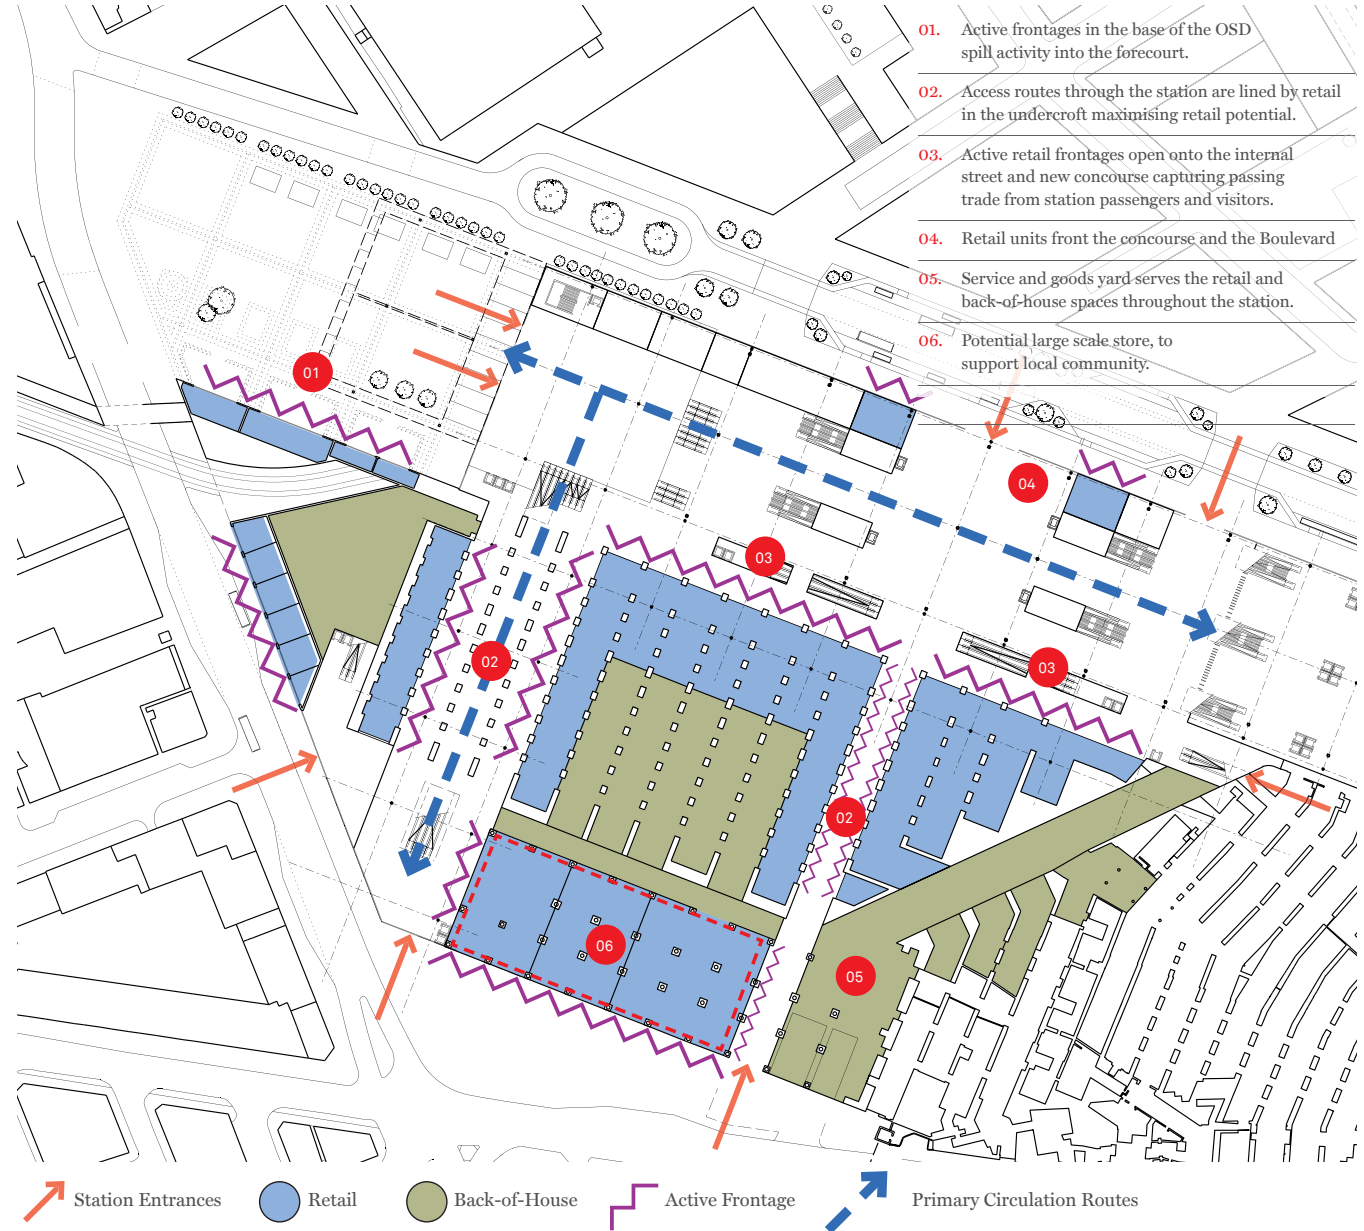 01. Active frontages in the base of the OSD
spill activity into the forecourt.
02. Access routes through the station are lined by retail
in the undercroft maximising retail potential.
03. Active retail frontages open onto the internal
street and new concourse capturing passing
trade from station passengers and visitors.
04. Retail units front the concourse and the Boulevard
05. Service and goods yard serves the retail and
back-of-house spaces throughout the station.
06. Potential large scale store, to
support local community.
01
04
03
02
03
02
06
05
Station Entrances
Retail
Back-of-House
Active Frontage
Primary Circulation Routes